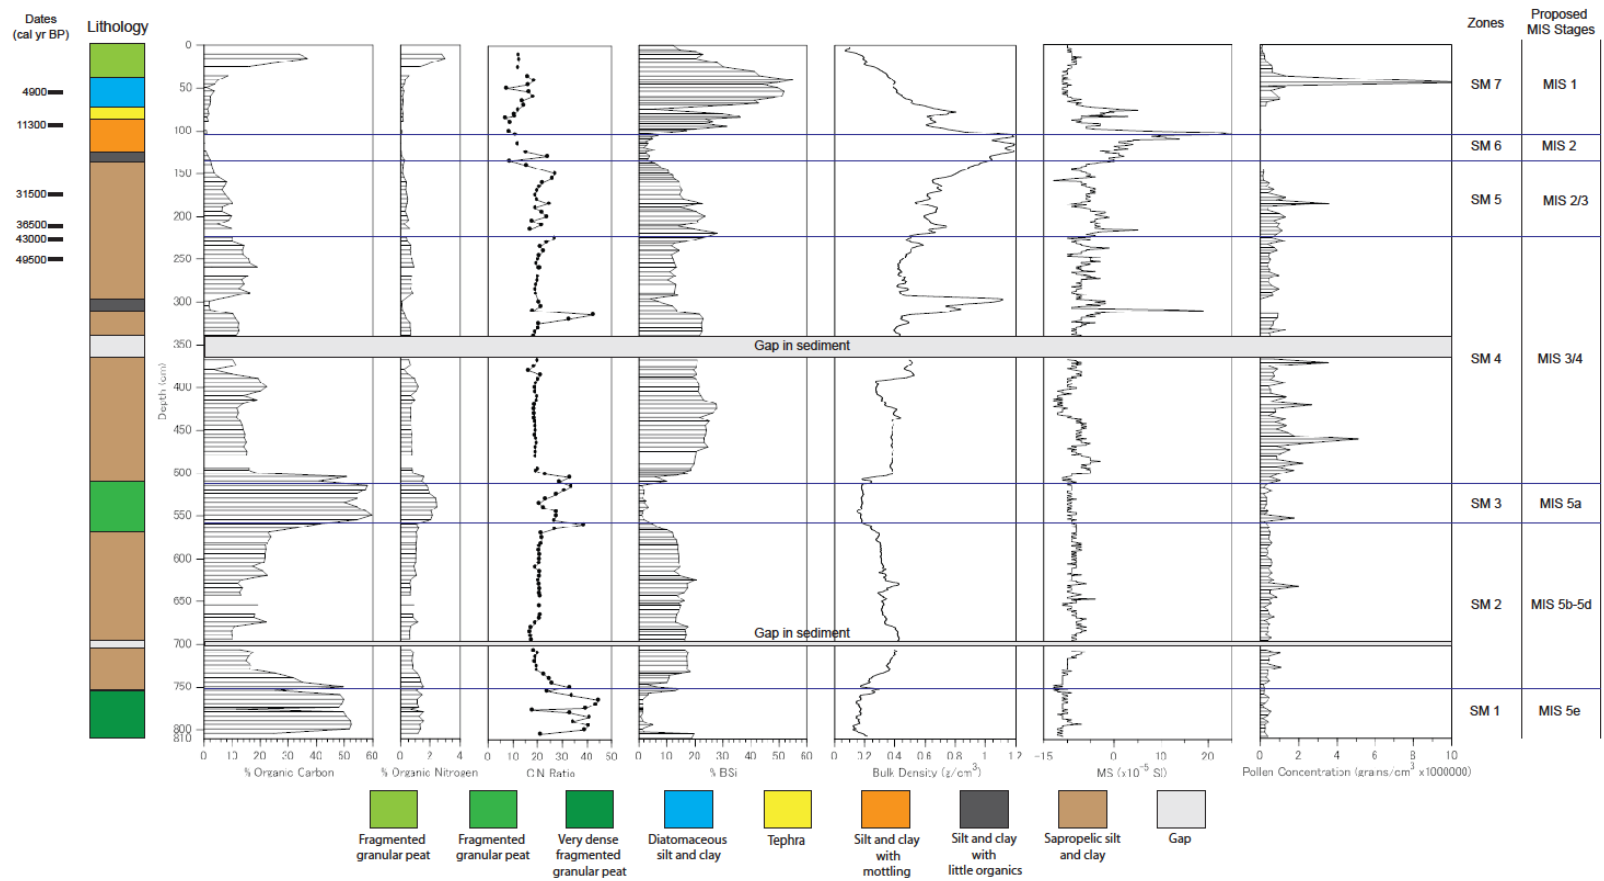 Dates
(cal yr BP)
Lithology
Zones
Proposed
MIS Stages
0
50
100
150
200
250
300
350
400
450
500
550
600
650
700
750
800
810
Depth (cm)
4900
11300
31500
36500
43000
49500
SM 7
MIS 1
SM 6
MIS 2
SM 5
MIS 2/3
Gap in sediment
SM 4
MIS 3/4
SM 3
MIS 5a
SM 2
MIS 5b-5d
Gap in sediment
SM 1
MIS 5e
0 10 20 30 40 50 60
% Organic Carbon
0 2 4
% Organic Nitrogen
0 10 20 30 40 50
C:N Ratio
0 10 20 30 40 50 60
% BSi
0 0.2 0.4 0.6 0.8 1 1.2
Bulk Density (g/cm³)
-15 0 10 20
MS (x10⁻⁵ SI)
0 2 4 6 8 10
Pollen Concentration (grains/cm³ x1000000)
Fragmented
granular peat
Fragmented
granular peat
Very dense
fragmented
granular peat
Diatomaceous
silt and clay
Tephra
Silt and clay
with
mottling
Silt and clay
with
little organics
Sapropelic silt
and clay
Gap